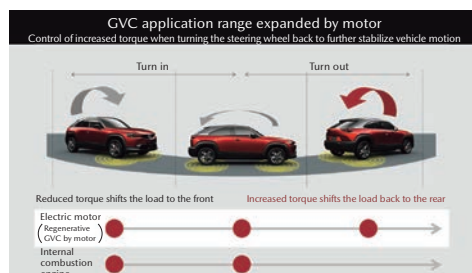 GVC application range expanded by motor
Control of increased torque when turning the steering wheel back to further stabilize vehicle motion
Turn in
Turn out
Reduced torque shifts the load to the front
Increased torque shifts the load back to the rear
Electric motor
(Regenerative
GVC by motor)
Internal
combustion
engine